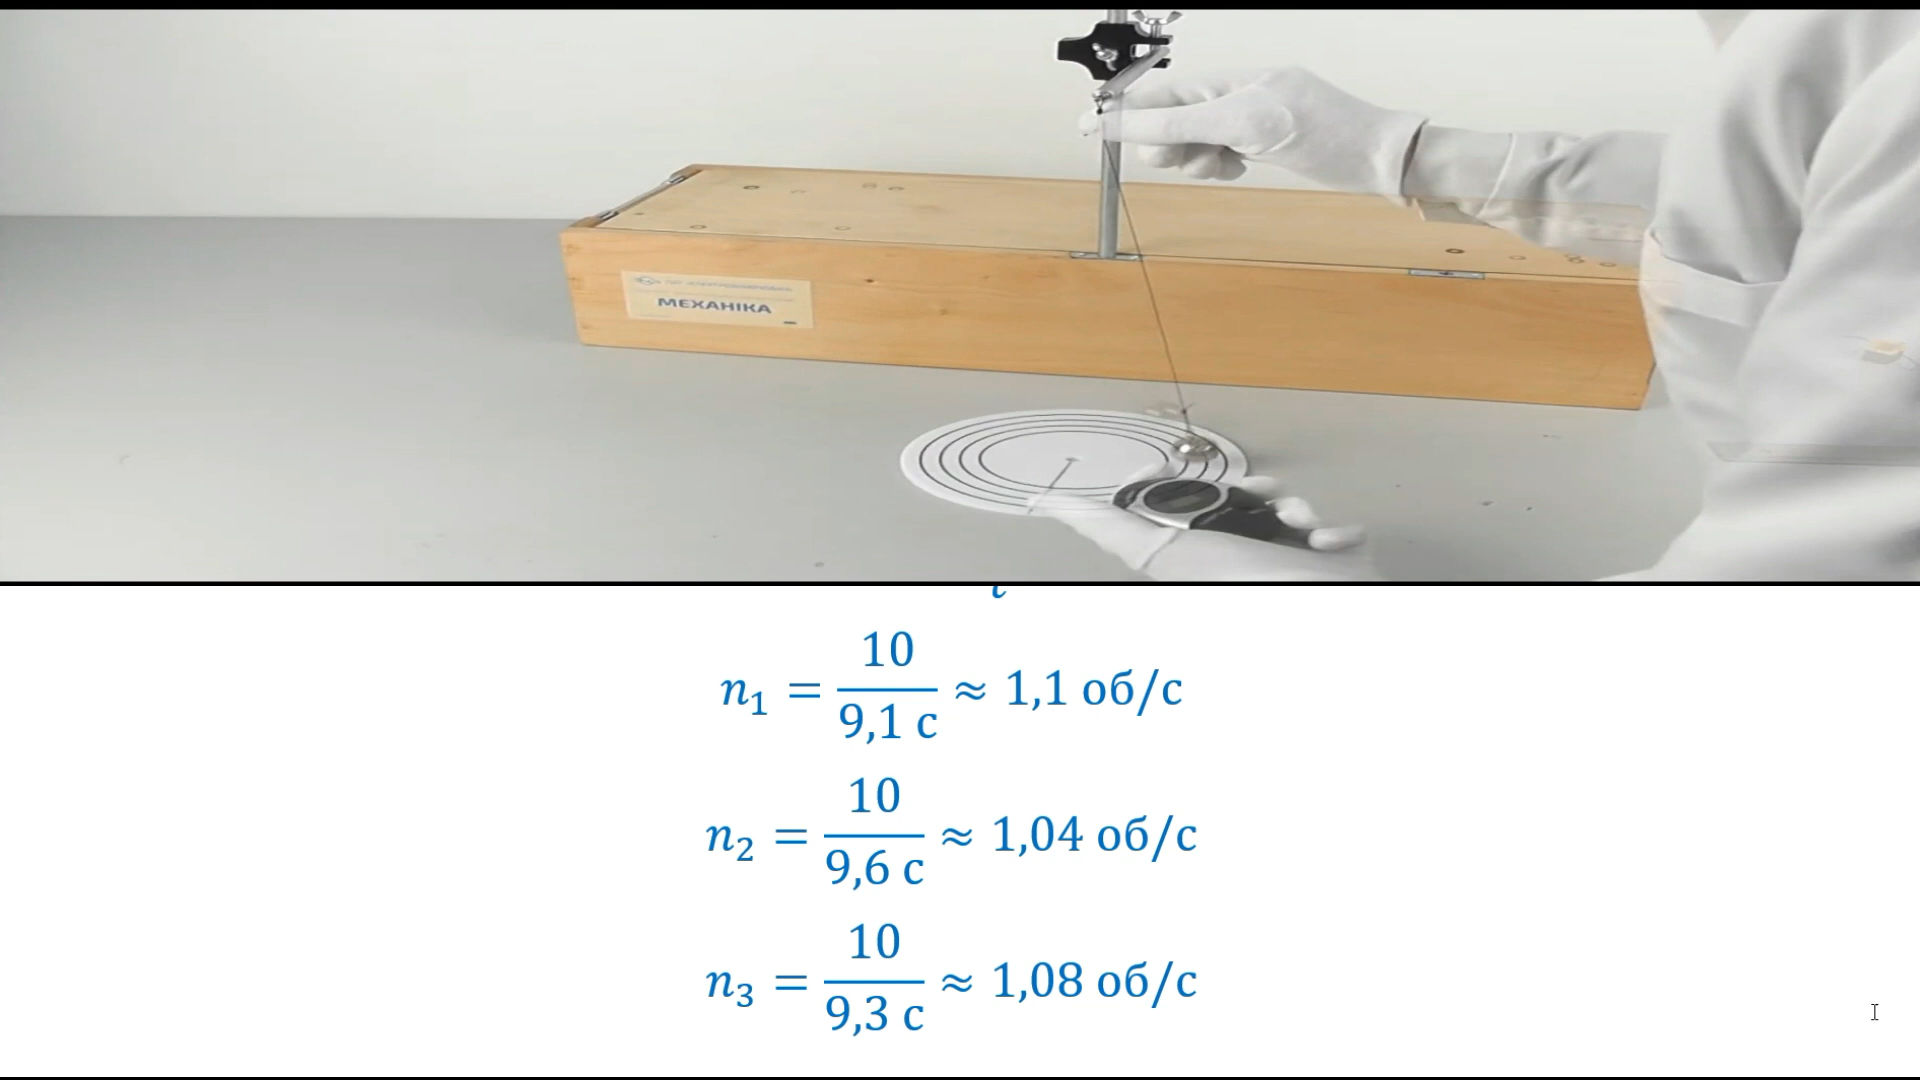 МЕХАНІКА
n₁ = 10/9,1 с ≈ 1,1 об/с
n₂ = 10/9,6 с ≈ 1,04 об/с
n₃ = 10/9,3 с ≈ 1,08 об/с